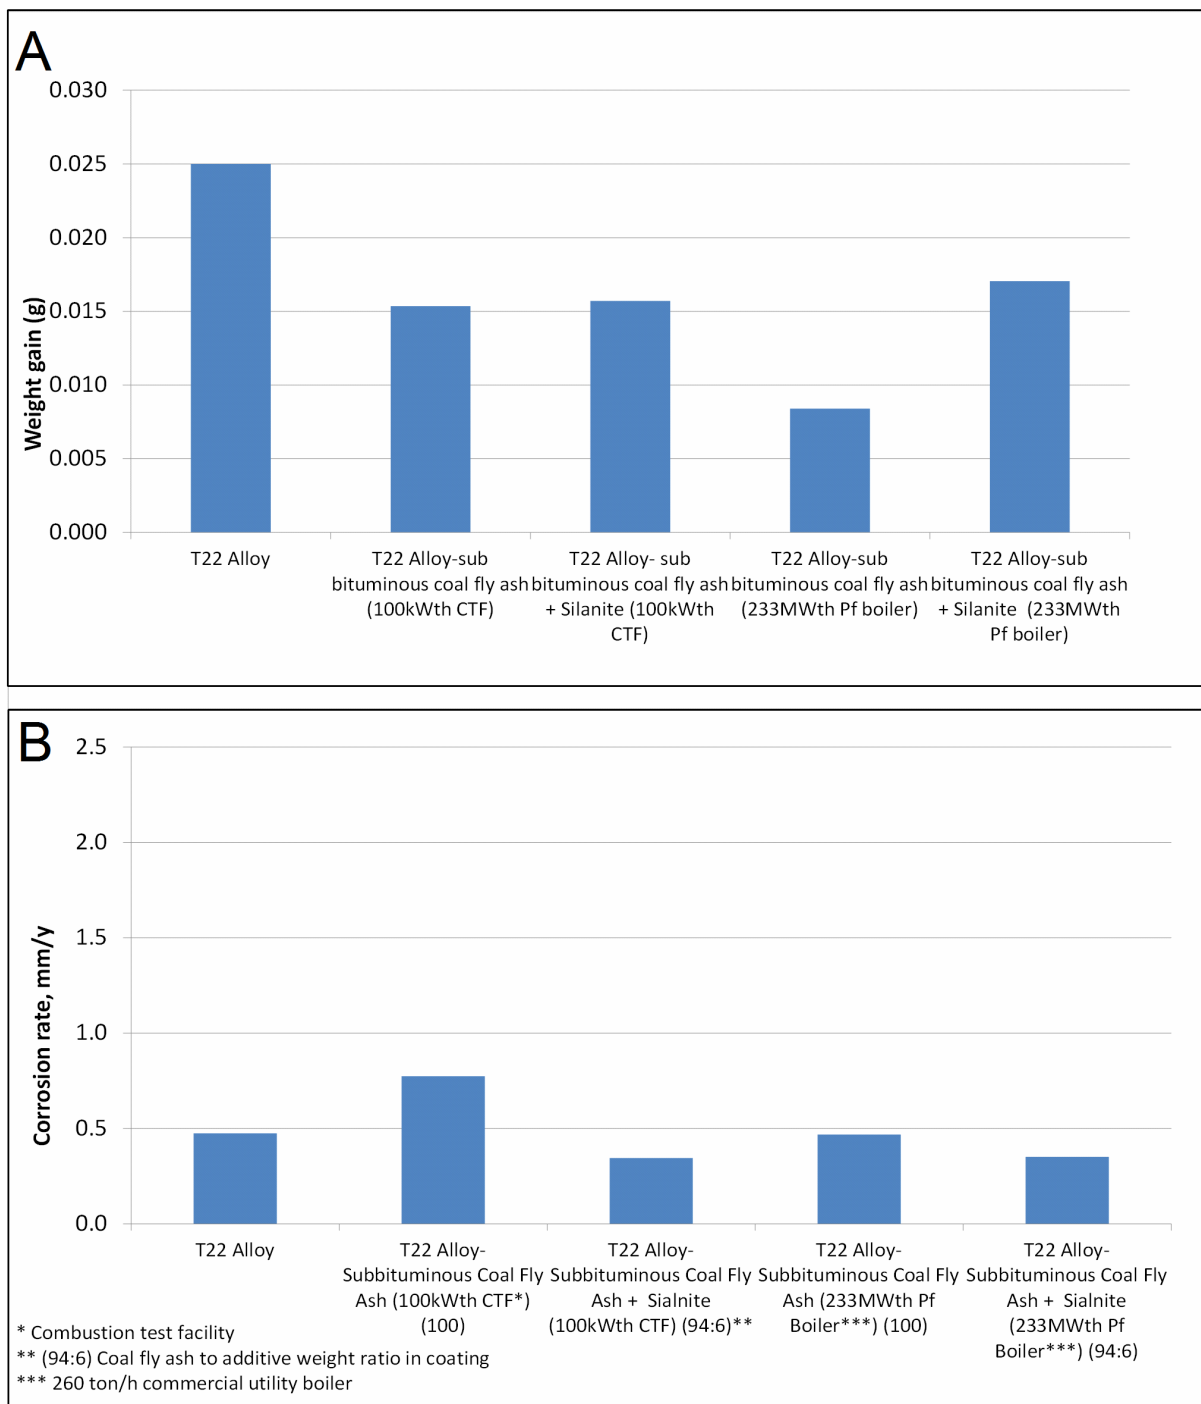 A
0.030
0.025
0.020
0.015
0.010
0.005
0.000
Weight gain (g)
T22 Alloy
T22 Alloy-sub
bituminous coal fly ash
(100kWth CTF)
T22 Alloy- sub
bituminous coal fly ash
+ Silanite (100kWth
CTF)
T22 Alloy-sub
bituminous coal fly ash
(233MWth Pf boiler)
T22 Alloy-sub
bituminous coal fly ash
+ Silanite (233MWth
Pf boiler)
B
2.5
2.0
1.5
1.0
0.5
0.0
Corrosion rate, mm/y
T22 Alloy
T22 Alloy-
Subbituminous Coal Fly
Ash (100kWth CTF*)
(100)
T22 Alloy-
Subbituminous Coal Fly
Ash + Sialnite
(100kWth CTF) (94:6)**
T22 Alloy-
Subbituminous Coal Fly
Ash (233MWth Pf
Boiler***) (100)
T22 Alloy-
Subbituminous Coal Fly
Ash + Sialnite
(233MWth Pf
Boiler***) (94:6)
* Combustion test facility
** (94:6) Coal fly ash to additive weight ratio in coating
*** 260 ton/h commercial utility boiler